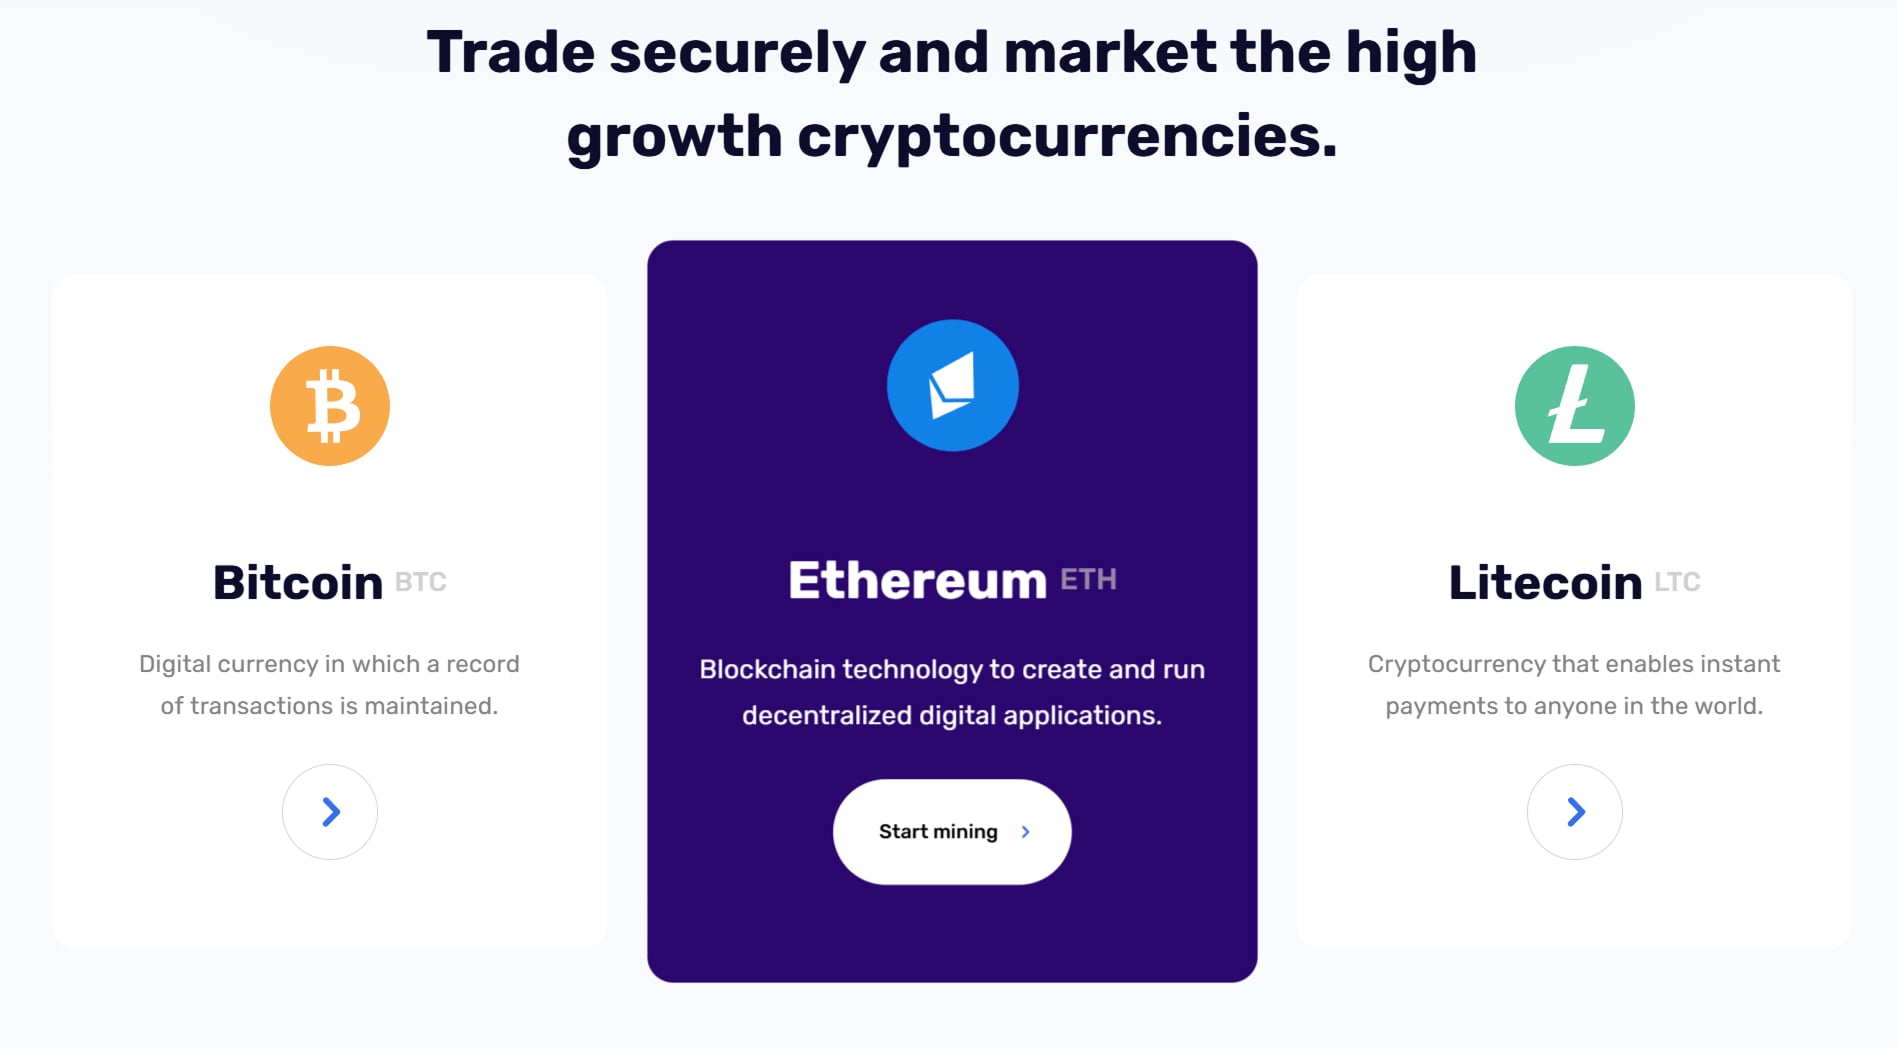 Trade securely and market the high
growth cryptocurrencies.
Bitcoin BTC
Digital currency in which a record
of transactions is maintained.
Ethereum ETH
Blockchain technology to create and run
decentralized digital applications.
Start mining
Litecoin LTC
Cryptocurrency that enables instant
payments to anyone in the world.